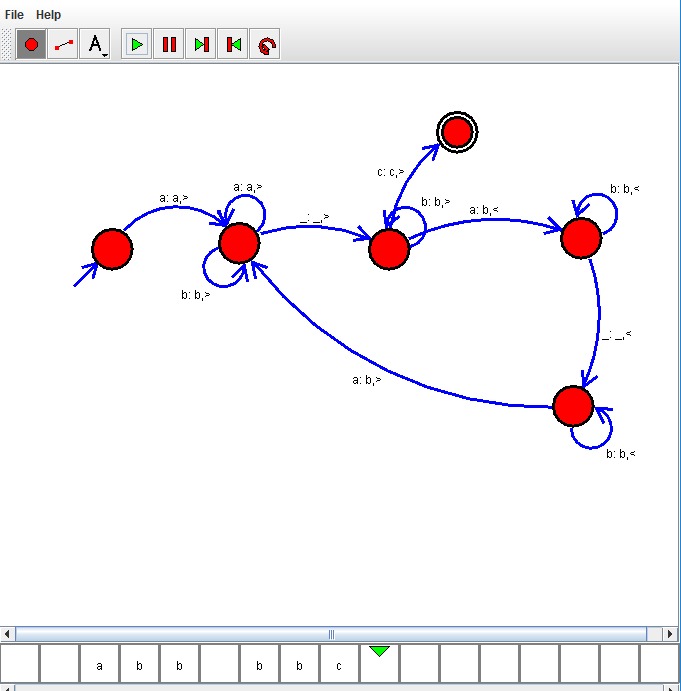 File Help
A
a: a,>
a: a,>
b: b,>
_: _,>
c: c,>
b: b,>
a: b,<
b: b,<
_: _,<
a: b,>
b: b,<
a b b b b c